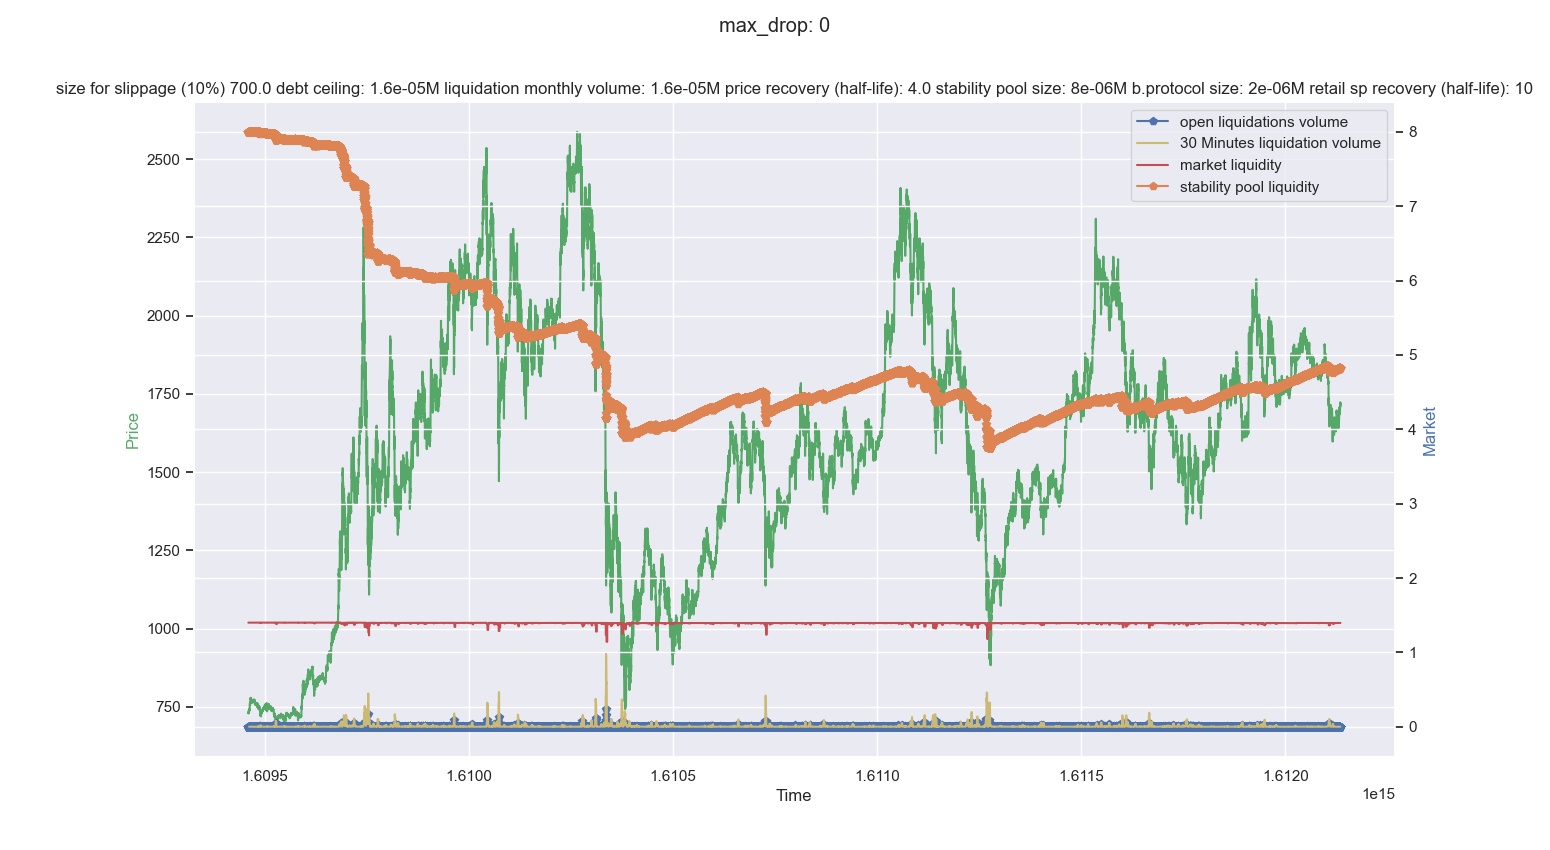 max_drop: 0
size for slippage (10%) 700.0 debt ceiling: 1.6e-05M liquidation monthly volume: 1.6e-05M price recovery (half-life): 4.0 stability pool size: 8e-06M b.protocol size: 2e-06M retail sp recovery (half-life): 10
open liquidations volume
30 Minutes liquidation volume
market liquidity
stability pool liquidity
2500
2250
2000
1750
1500
1250
1000
750
Price
8
7
6
5
4
3
2
1
0
Market
1.6095 1.6100 1.6105 1.6110 1.6115 1.6120
Time
1e15